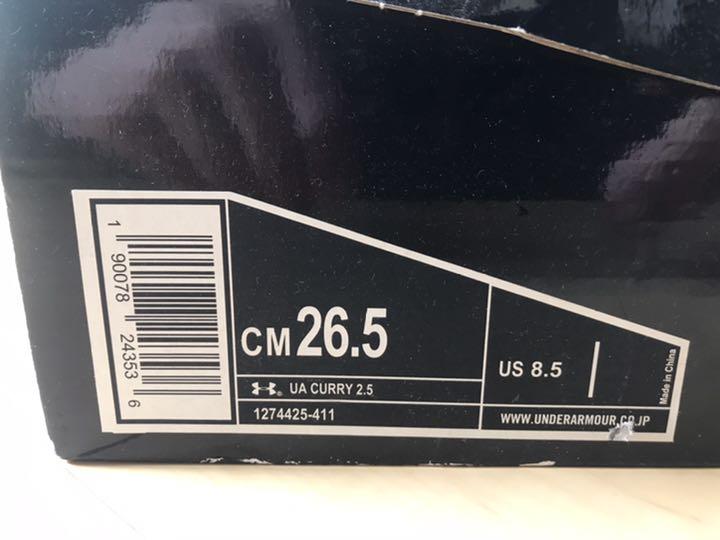 1 90078 24353 6
CM 26.5
UA CURRY 2.5
1274425-411
US 8.5
Made in China
WWW.UNDERARMOUR.CO.JP